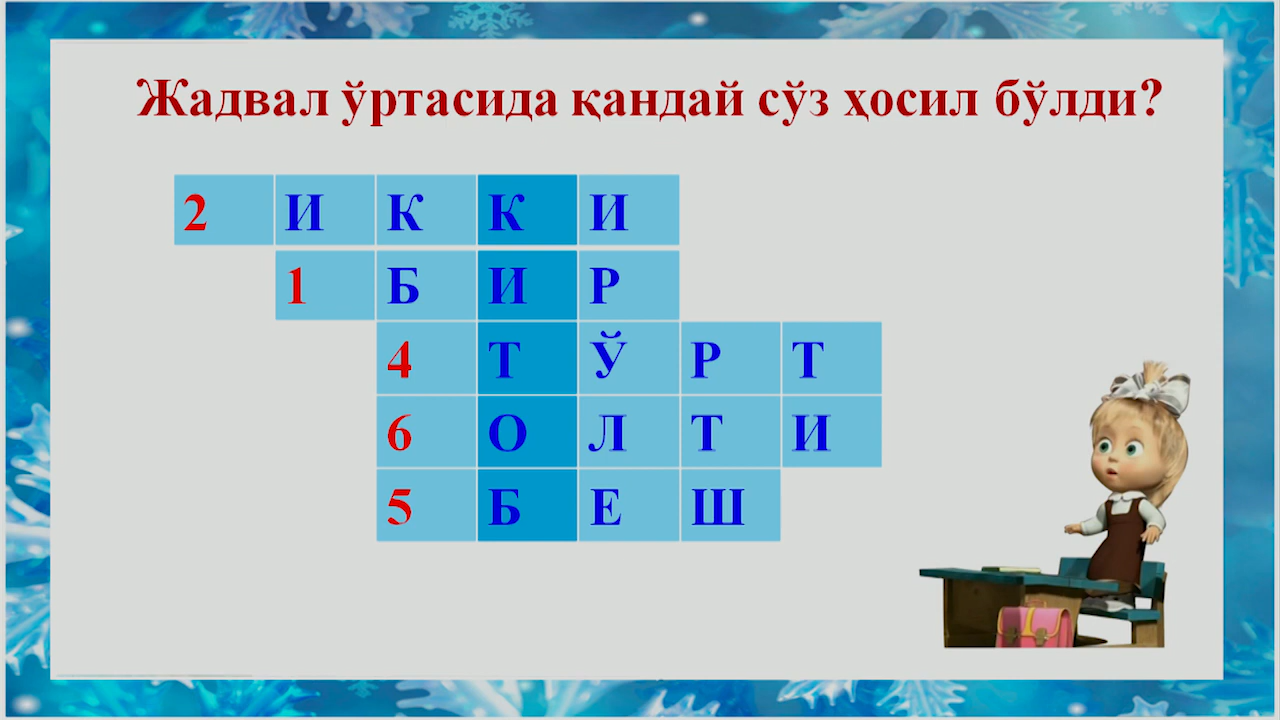 Жадвал ўртасида қандай сўз ҳосил бўлди?
2 И К К И
1 Б И Р
4 Т Ў Р Т
6 О Л Т И
5 Б Е Ш